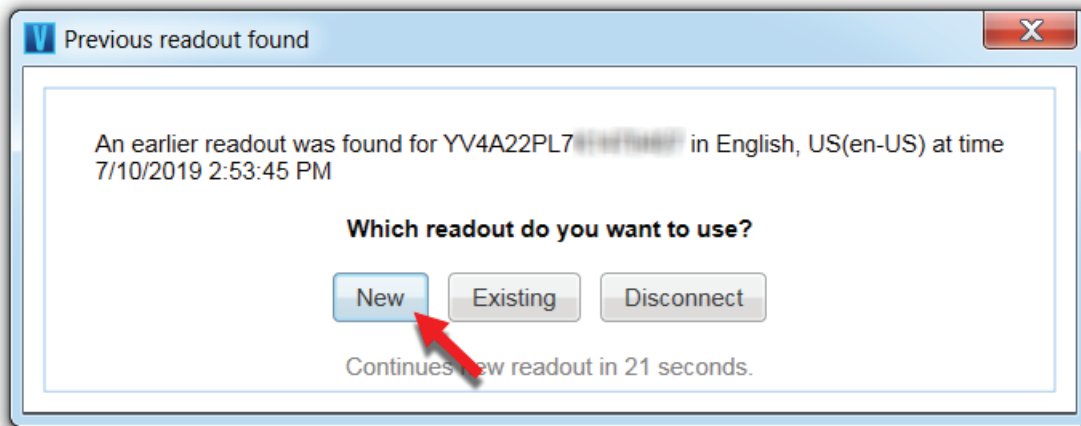 V Previous readout found
An earlier readout was found for YV4A22PL7 in English, US(en-US) at time
7/10/2019 2:53:45 PM
Which readout do you want to use?
New Existing Disconnect
Continues new readout in 21 seconds.